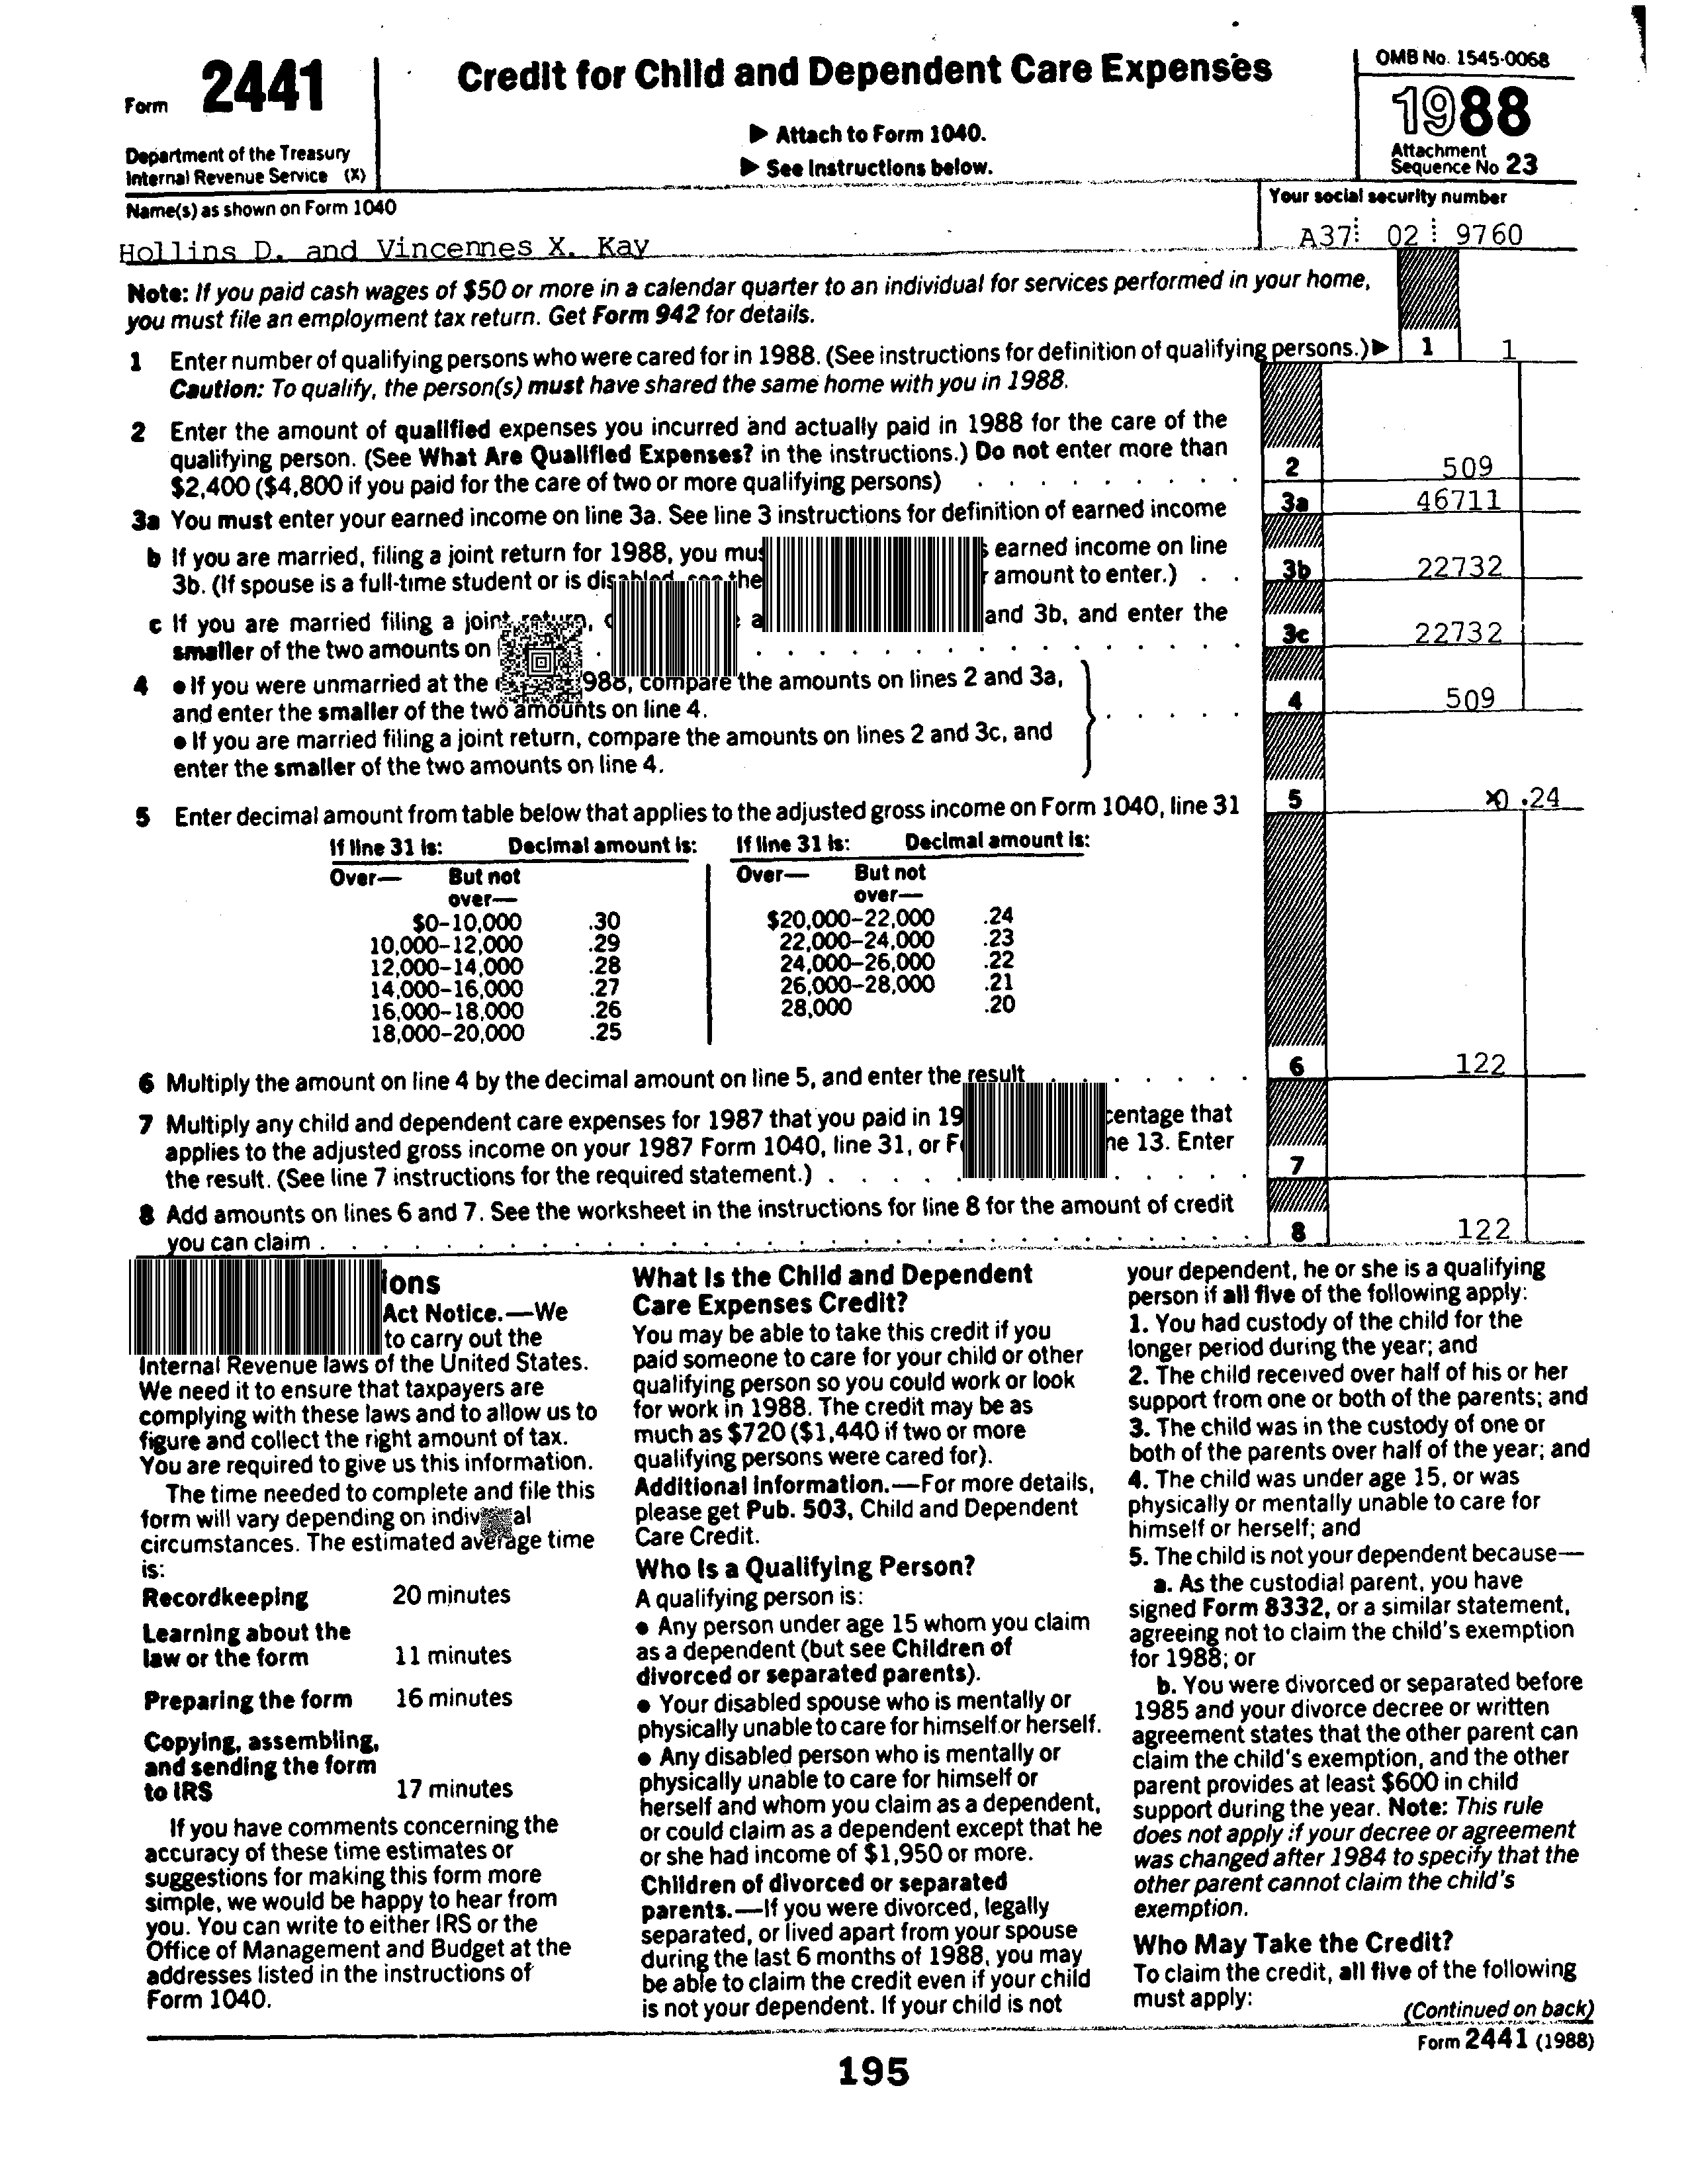 Form 2441
Department of the Treasury
Internal Revenue Service (X)
Credit for Child and Dependent Care Expenses
▶ Attach to Form 1040.
▶ See Instructions below.
OMB No. 1545-0068
1988
Attachment
Sequence No 23
Name(s) as shown on Form 1040
Hollins D. and Vincennes X. Kay
Your social security number
A37 02 9760
Note: If you paid cash wages of $50 or more in a calendar quarter to an individual for services performed in your home,
you must file an employment tax return. Get Form 942 for details.
1 Enter number of qualifying persons who were cared for in 1988. (See instructions for definition of qualifying persons.) ▶ 1 1
Caution: To qualify, the person(s) must have shared the same home with you in 1988.
2 Enter the amount of qualified expenses you incurred and actually paid in 1988 for the care of the
qualifying person. (See What Are Qualified Expenses? in the instructions.) Do not enter more than
$2,400 ($4,800 if you paid for the care of two or more qualifying persons) . . . . . . . . . 2 509
3a You must enter your earned income on line 3a. See line 3 instructions for definition of earned income 3a 46711
b If you are married, filing a joint return for 1988, you earned income on line
3b. (If spouse is a full-time student or is the amount to enter.) . . 3b 22732
c If you are married filing a joint and 3b, and enter the
smaller of the two amounts on . . . . . . . . . . . . . . . 3c 22732
4 • If you were unmarried at the 1988, compare the amounts on lines 2 and 3a,
and enter the smaller of the two amounts on line 4. . . . . . 4 509
• If you are married filing a joint return, compare the amounts on lines 2 and 3c, and
enter the smaller of the two amounts on line 4.
5 Enter decimal amount from table below that applies to the adjusted gross income on Form 1040, line 31 5 X0 .24
If line 31 is: Decimal amount is: If line 31 is: Decimal amount is:
Over— But not over— Over— But not over—
$0–10,000 .30 $20,000–22,000 .24
10,000–12,000 .29 22,000–24,000 .23
12,000–14,000 .28 24,000–26,000 .22
14,000–16,000 .27 26,000–28,000 .21
16,000–18,000 .26 28,000 .20
18,000–20,000 .25
6 Multiply the amount on line 4 by the decimal amount on line 5, and enter the result . . . . . 6 122
7 Multiply any child and dependent care expenses for 1987 that you paid in that
applies to the adjusted gross income on your 1987 Form 1040, line 31, or 13. Enter
the result. (See line 7 instructions for the required statement.) . . . . . . . . . 7
8 Add amounts on lines 6 and 7. See the worksheet in the instructions for line 8 for the amount of credit
you can claim . . . . . . . . . . . . . . . . . . . . . . . . . 8 122
Act Notice.—We
to carry out the
Internal Revenue laws of the United States.
We need it to ensure that taxpayers are
complying with these laws and to allow us to
figure and collect the right amount of tax.
You are required to give us this information.
The time needed to complete and file this
form will vary depending on
circumstances. The estimated average time
is:
Recordkeeping 20 minutes
Learning about the
law or the form 11 minutes
Preparing the form 16 minutes
Copying, assembling,
and sending the form
to IRS 17 minutes
If you have comments concerning the
accuracy of these time estimates or
suggestions for making this form more
simple, we would be happy to hear from
you. You can write to either IRS or the
Office of Management and Budget at the
addresses listed in the instructions of
Form 1040.
What Is the Child and Dependent
Care Expenses Credit?
You may be able to take this credit if you
paid someone to care for your child or other
qualifying person so you could work or look
for work in 1988. The credit may be as
much as $720 ($1,440 if two or more
qualifying persons were cared for).
Additional Information.—For more details,
please get Pub. 503, Child and Dependent
Care Credit.
Who Is a Qualifying Person?
A qualifying person is:
• Any person under age 15 whom you claim
as a dependent (but see Children of
divorced or separated parents).
• Your disabled spouse who is mentally or
physically unable to care for himself or herself.
• Any disabled person who is mentally or
physically unable to care for himself or
herself and whom you claim as a dependent,
or could claim as a dependent except that he
or she had income of $1,950 or more.
Children of divorced or separated
parents.—If you were divorced, legally
separated, or lived apart from your spouse
during the last 6 months of 1988, you may
be able to claim the credit even if your child
is not your dependent. If your child is not
your dependent, he or she is a qualifying
person if all five of the following apply:
1. You had custody of the child for the
longer period during the year; and
2. The child received over half of his or her
support from one or both of the parents; and
3. The child was in the custody of one or
both of the parents over half of the year; and
4. The child was under age 15, or was
physically or mentally unable to care for
himself or herself; and
5. The child is not your dependent because—
a. As the custodial parent, you have
signed Form 8332, or a similar statement,
agreeing not to claim the child's exemption
for 1988; or
b. You were divorced or separated before
1985 and your divorce decree or written
agreement states that the other parent can
claim the child's exemption, and the other
parent provides at least $600 in child
support during the year. Note: This rule
does not apply if your decree or agreement
was changed after 1984 to specify that the
other parent cannot claim the child's
exemption.
Who May Take the Credit?
To claim the credit, all five of the following
must apply:
(Continued on back)
Form 2441 (1988)
195